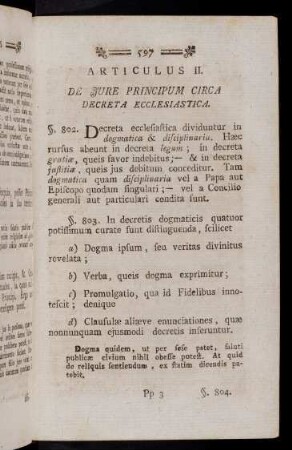 597
ARTICULUS II.
DE JURE PRINCIPUM CIRCA
DECRETA ECCLESIASTICA.
§. 802. Decreta ecclesiastica dividuntur in
dogmatica & disciplinaria. Hæc
rursus abeunt in decreta legum; in decreta
gratiæ, queis favor indebitus;— & in decreta
justitiæ, queis jus debitum conceditur. Tam
dogmatica quam disciplinaria vel a Papa aut
Episcopo quodam singulari;— vel a Concilio
generali aut particulari condita sunt.
§. 803. In decretis dogmaticis quatuor
potissimum curate sunt distinguenda, scilicet
a) Dogma ipsum, seu veritas divinitus
revelata;
b) Verba, queis dogma exprimitur;
c) Promulgatio, qua id Fidelibus inno-
tescit; denique
d) Clausulæ aliæve enunciationes, quæ
nonnunquam ejusmodi decretis inseruntur.
Dogma quidem, ut per sese patet, saluti
publicæ civium nihil obesse potest. At quid
de reliquis sentiendum, ex statim dicendis pa-
tebit.
Pp 3 §. 804.